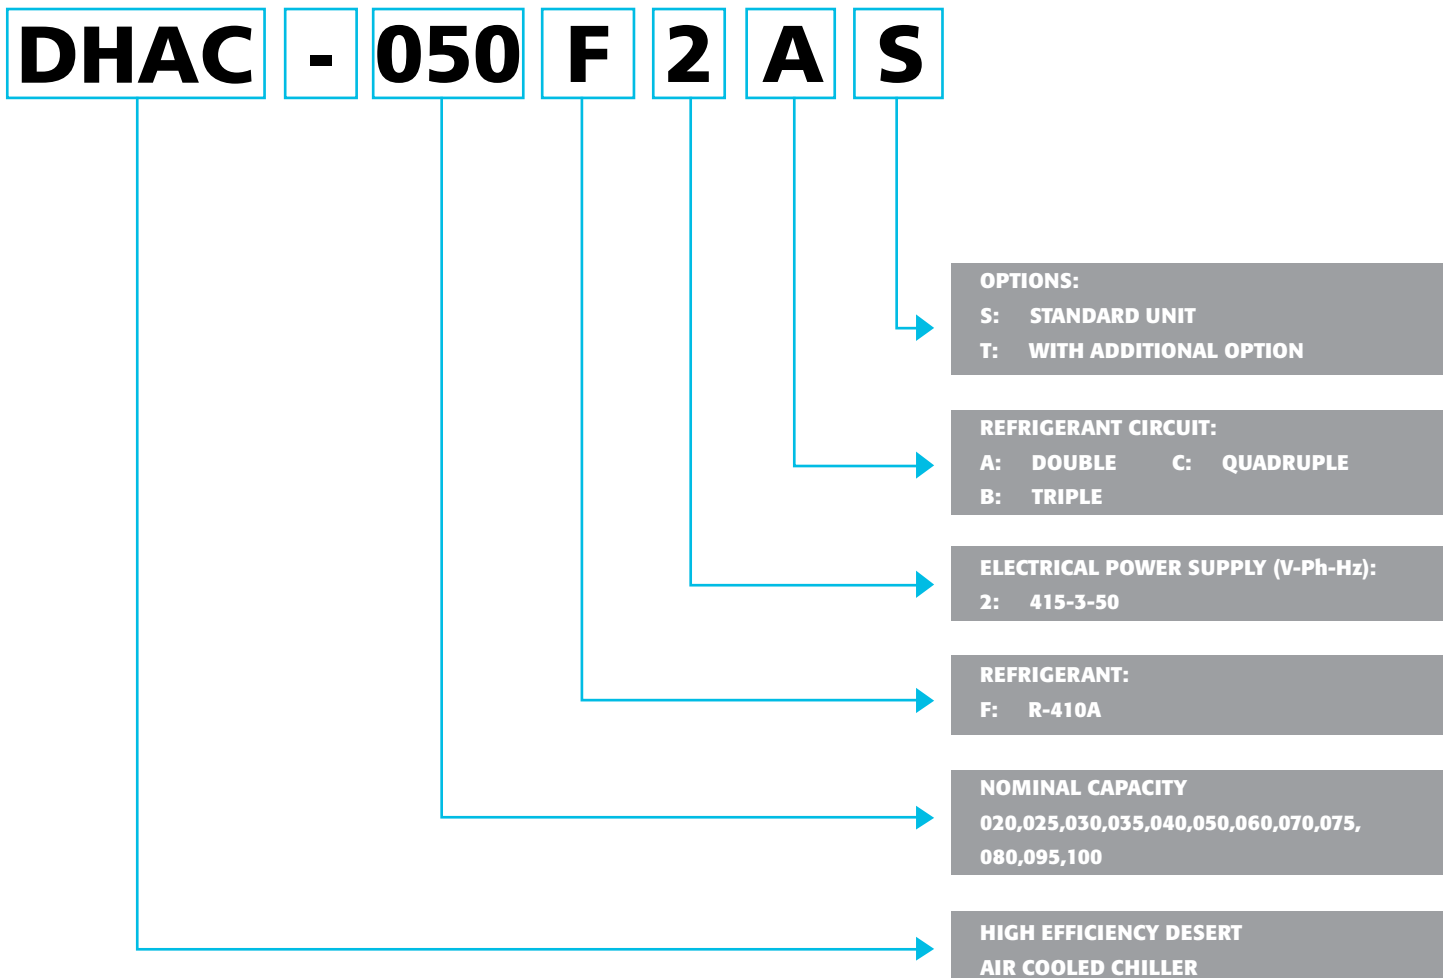 DHAC - 050 F 2 A S
OPTIONS:
S: STANDARD UNIT
T: WITH ADDITIONAL OPTION
REFRIGERANT CIRCUIT:
A: DOUBLE C: QUADRUPLE
B: TRIPLE
ELECTRICAL POWER SUPPLY (V-Ph-Hz):
2: 415-3-50
REFRIGERANT:
F: R-410A
NOMINAL CAPACITY
020,025,030,035,040,050,060,070,075,
080,095,100
HIGH EFFICIENCY DESERT
AIR COOLED CHILLER